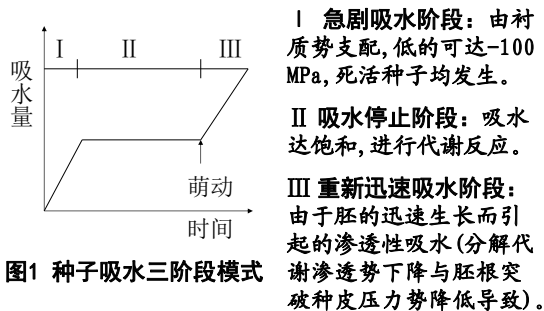 Ⅰ Ⅱ Ⅲ
吸水量
萌动
时间
图1 种子吸水三阶段模式
Ⅰ 急剧吸水阶段：由衬
质势支配,低的可达-100
MPa,死活种子均发生。
Ⅱ 吸水停止阶段：吸水
达饱和,进行代谢反应。
Ⅲ 重新迅速吸水阶段：
由于胚的迅速生长而引
起的渗透性吸水(分解代
谢渗透势下降与胚根突
破种皮压力势降低导致)。